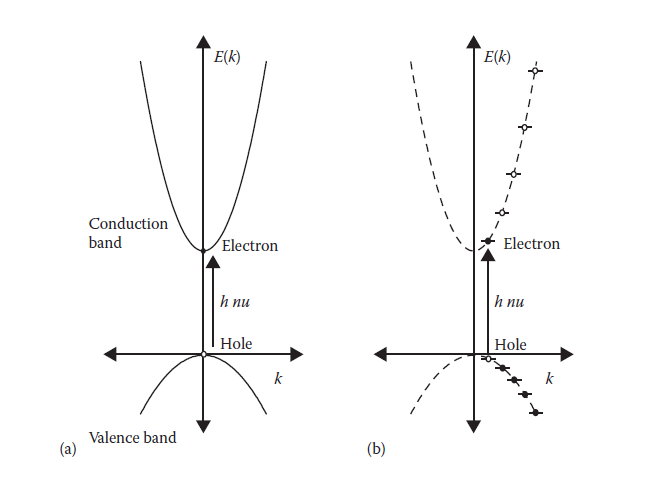 E(k)
Conduction
band
Electron
h nu
Hole
k
Valence band
(a)
E(k)
Electron
h nu
Hole
k
(b)